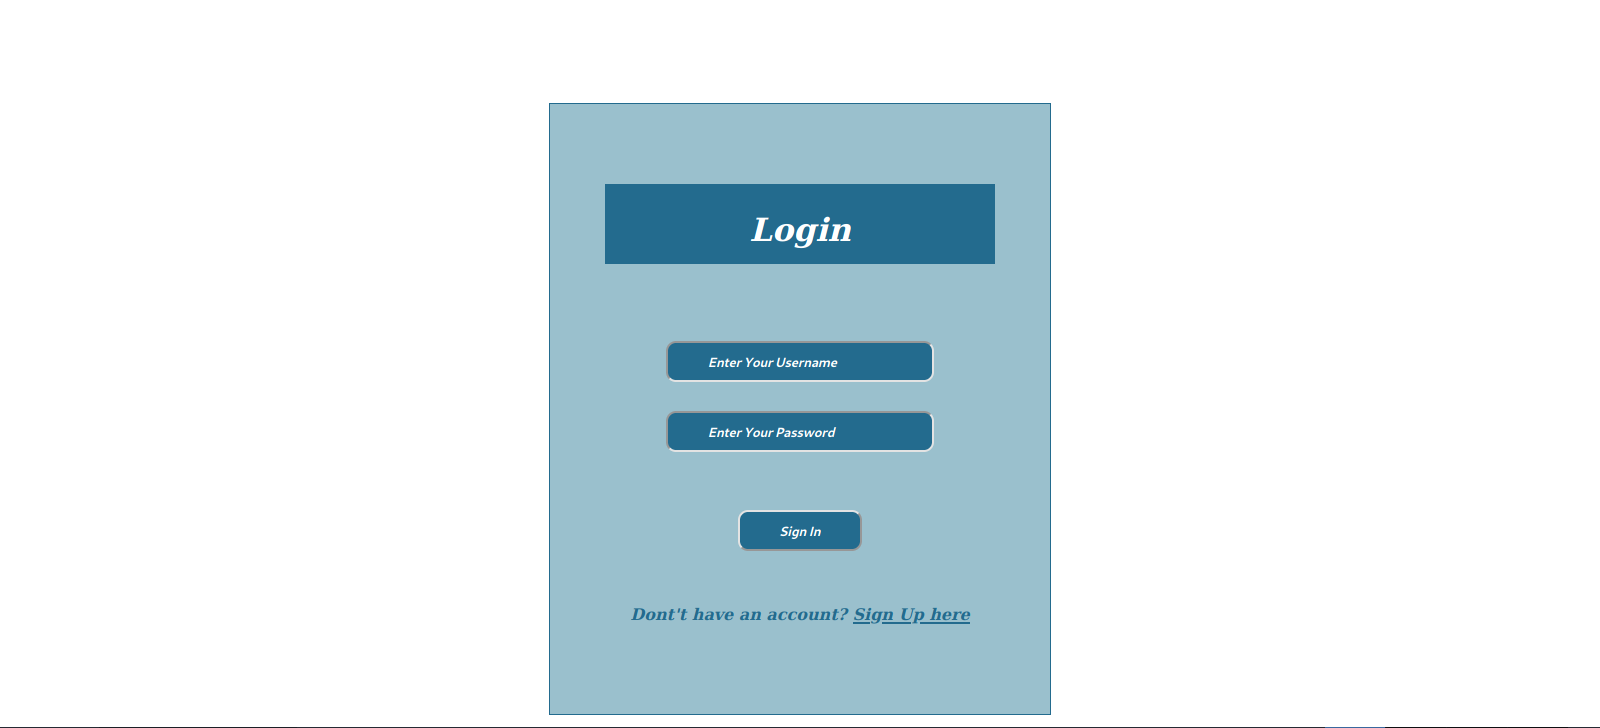 Login
Enter Your Username
Enter Your Password
Sign In
Dont't have an account? Sign Up here